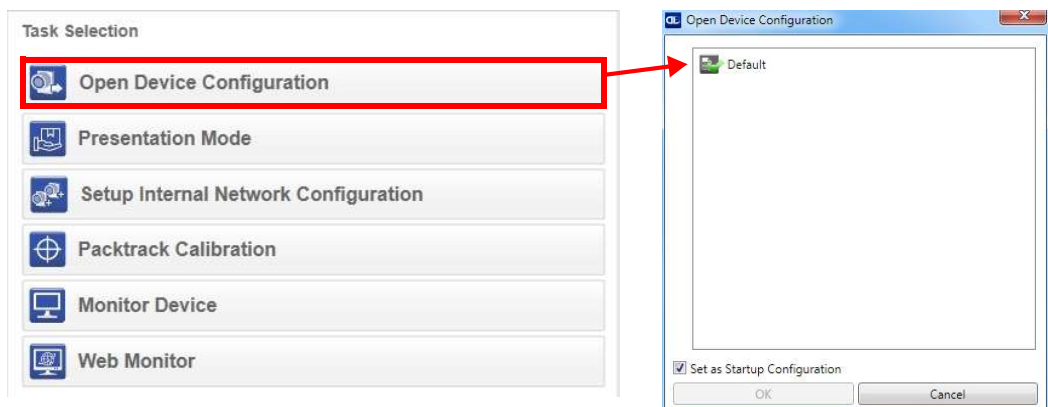 Task Selection
Open Device Configuration
Presentation Mode
Setup Internal Network Configuration
Packtrack Calibration
Monitor Device
Web Monitor
Open Device Configuration
Default
Set as Startup Configuration
OK
Cancel